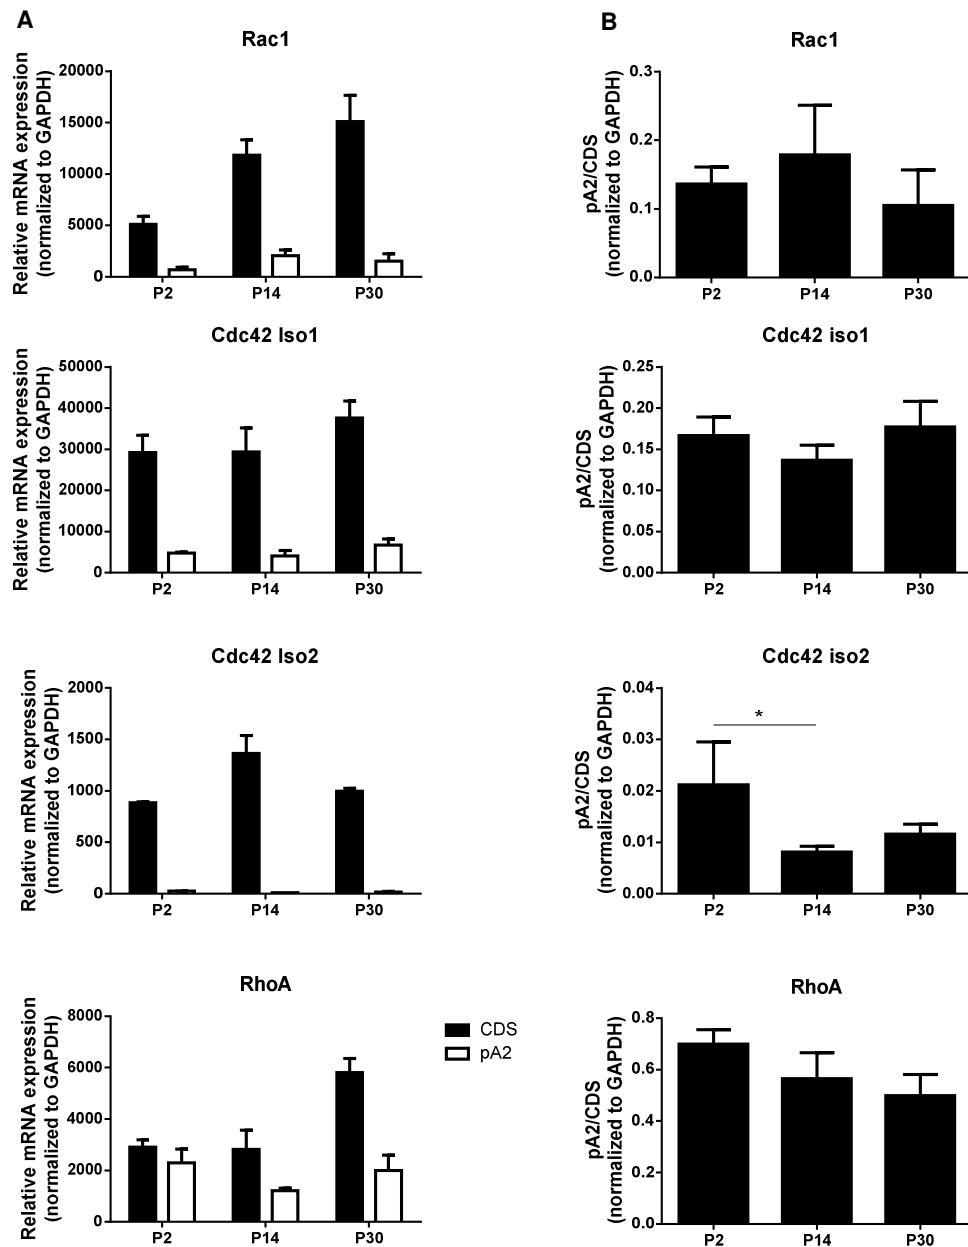 A
Rac1
Relative mRNA expression
(normalized to GAPDH)
20000
15000
10000
5000
0
P2 P14 P30
B
Rac1
pA2/CDS
(normalized to GAPDH)
0.3
0.2
0.1
0.0
P2 P14 P30
Cdc42 Iso1
Relative mRNA expression
(normalized to GAPDH)
50000
40000
30000
20000
10000
0
P2 P14 P30
Cdc42 iso1
pA2/CDS
(normalized to GAPDH)
0.25
0.20
0.15
0.10
0.05
0.00
P2 P14 P30
Cdc42 Iso2
Relative mRNA expression
(normalized to GAPDH)
2000
1500
1000
500
0
P2 P14 P30
Cdc42 iso2
pA2/CDS
(normalized to GAPDH)
0.04
0.03
0.02
0.01
0.00
*
P2 P14 P30
RhoA
Relative mRNA expression
(normalized to GAPDH)
8000
6000
4000
2000
0
P2 P14 P30
CDS
pA2
RhoA
pA2/CDS
(normalized to GAPDH)
0.8
0.6
0.4
0.2
0.0
P2 P14 P30